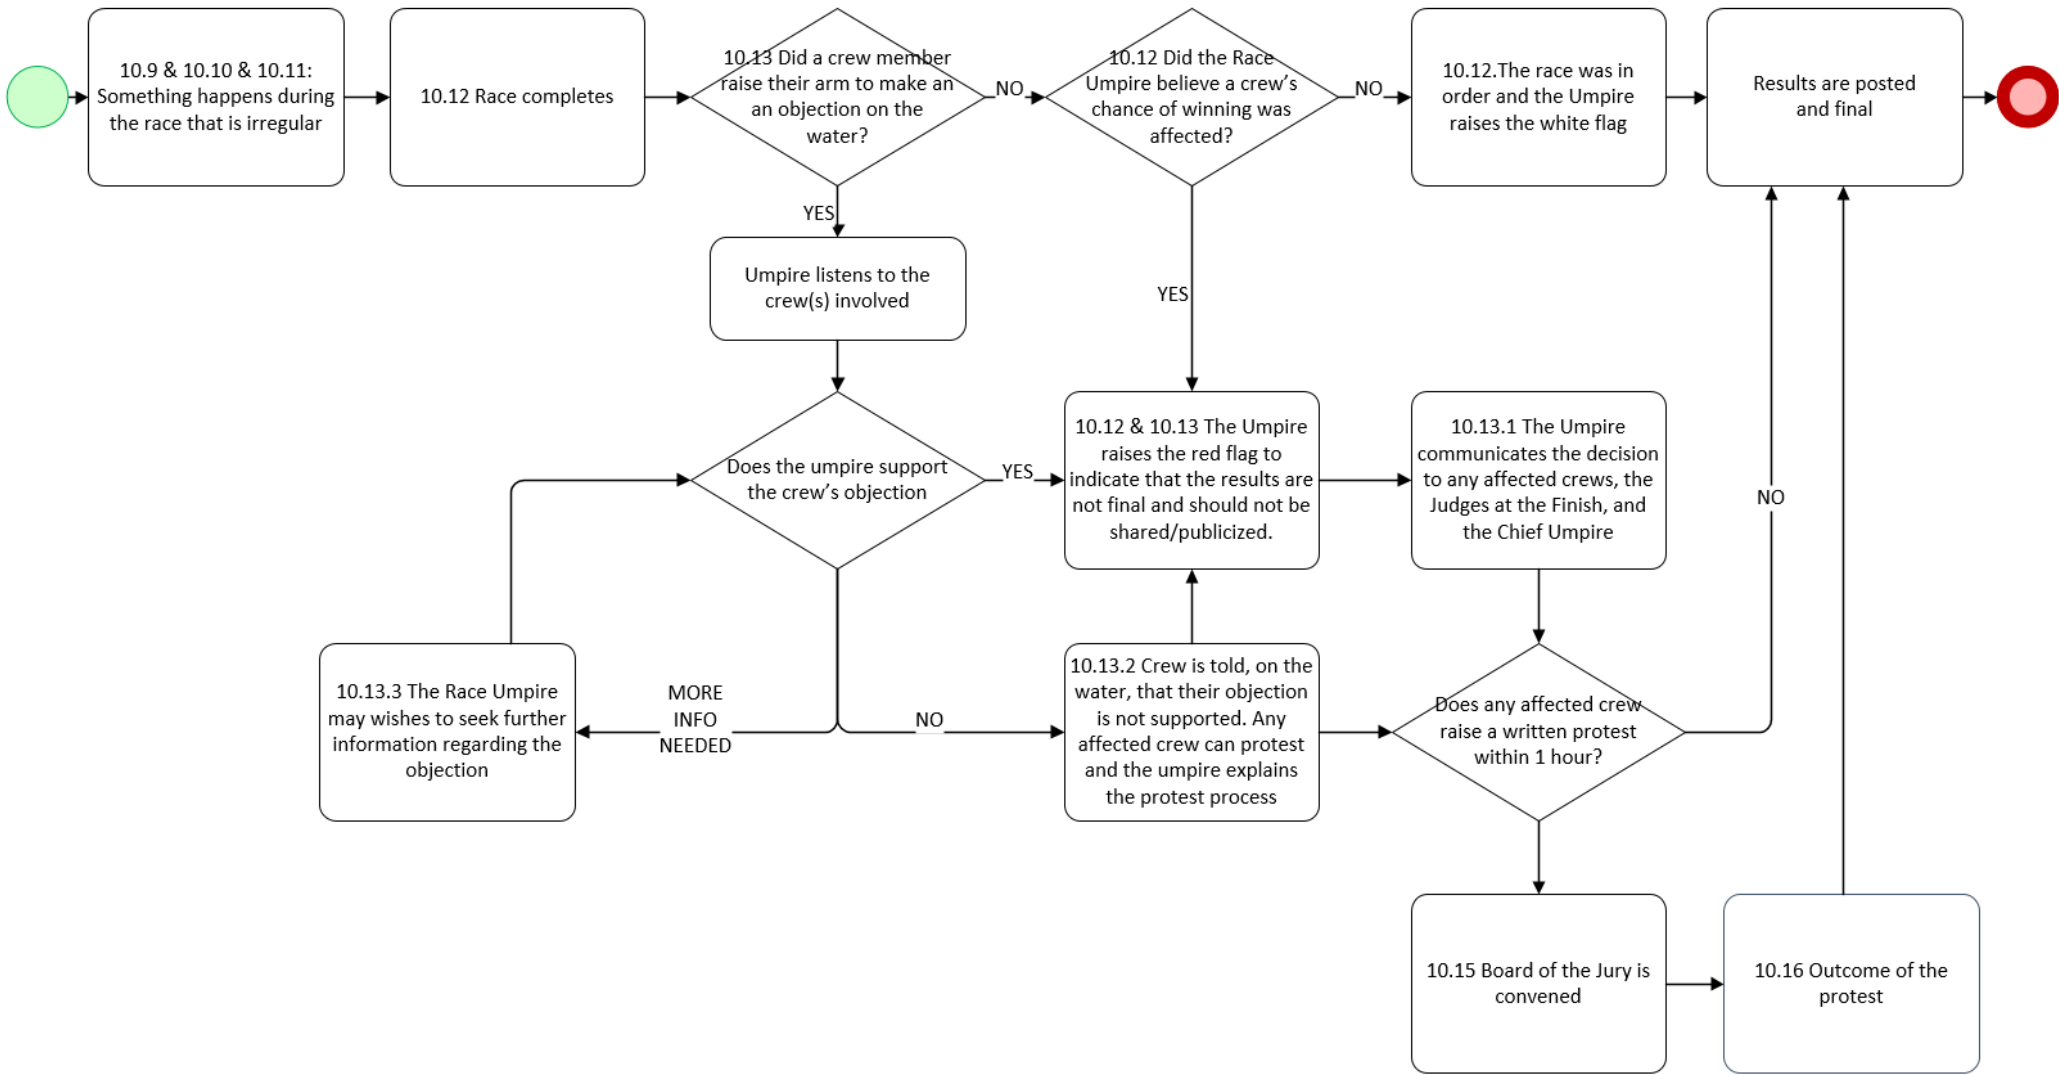 10.9 & 10.10 & 10.11:
Something happens during
the race that is irregular
10.12 Race completes
10.13 Did a crew member
raise their arm to make an
an objection on the
water?
NO
10.12 Did the Race
Umpire believe a crew’s
chance of winning was
affected?
NO
10.12.The race was in
order and the Umpire
raises the white flag
Results are posted
and final
YES
Umpire listens to the
crew(s) involved
YES
Does the umpire support
the crew’s objection
YES
10.12 & 10.13 The Umpire
raises the red flag to
indicate that the results are
not final and should not be
shared/publicized.
10.13.1 The Umpire
communicates the decision
to any affected crews, the
Judges at the Finish, and
the Chief Umpire
NO
10.13.3 The Race Umpire
may wishes to seek further
information regarding the
objection
MORE
INFO
NEEDED
NO
10.13.2 Crew is told, on the
water, that their objection
is not supported. Any
affected crew can protest
and the umpire explains
the protest process
Does any affected crew
raise a written protest
within 1 hour?
10.15 Board of the Jury is
convened
10.16 Outcome of the
protest